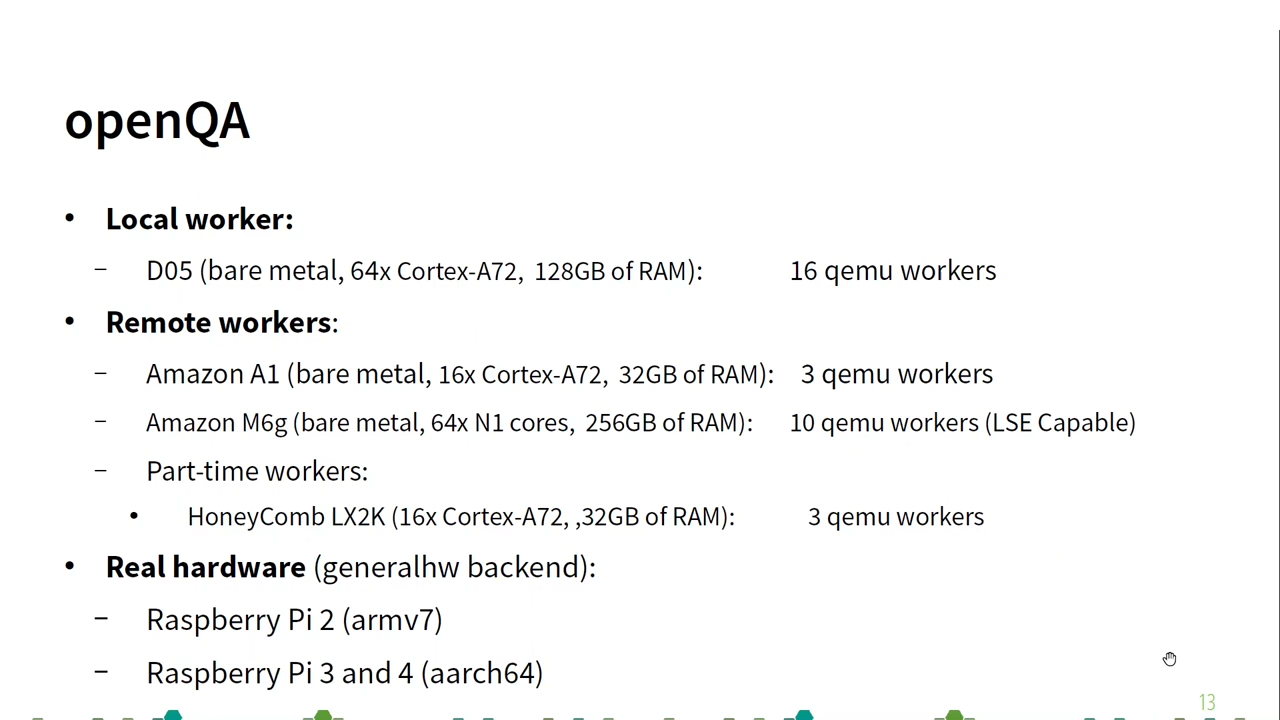 openQA
• Local worker:
– D05 (bare metal, 64x Cortex-A72, 128GB of RAM): 16 qemu workers
• Remote workers:
– Amazon A1 (bare metal, 16x Cortex-A72, 32GB of RAM): 3 qemu workers
– Amazon M6g (bare metal, 64x N1 cores, 256GB of RAM): 10 qemu workers (LSE Capable)
– Part-time workers:
• HoneyComb LX2K (16x Cortex-A72, ,32GB of RAM): 3 qemu workers
• Real hardware (generalhw backend):
– Raspberry Pi 2 (armv7)
– Raspberry Pi 3 and 4 (aarch64)
13